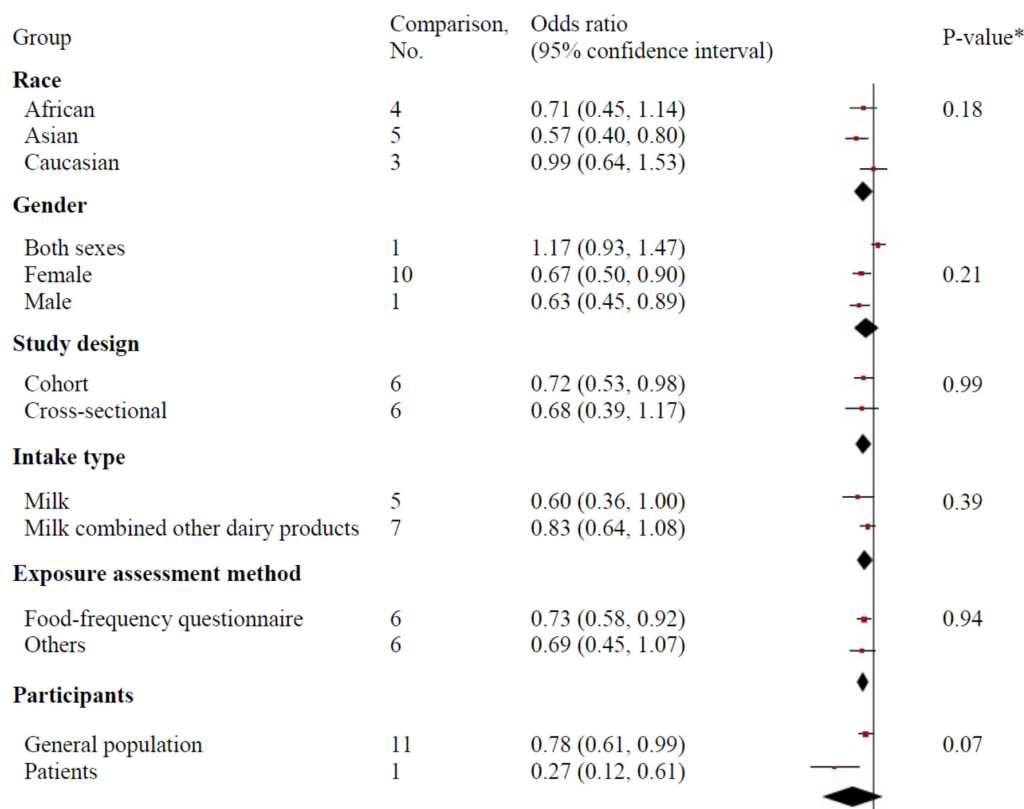 Group Comparison, No. Odds ratio (95% confidence interval) P-value*
Race
African 4 0.71 (0.45, 1.14) 0.18
Asian 5 0.57 (0.40, 0.80)
Caucasian 3 0.99 (0.64, 1.53)
Gender
Both sexes 1 1.17 (0.93, 1.47)
Female 10 0.67 (0.50, 0.90) 0.21
Male 1 0.63 (0.45, 0.89)
Study design
Cohort 6 0.72 (0.53, 0.98) 0.99
Cross-sectional 6 0.68 (0.39, 1.17)
Intake type
Milk 5 0.60 (0.36, 1.00) 0.39
Milk combined other dairy products 7 0.83 (0.64, 1.08)
Exposure assessment method
Food-frequency questionnaire 6 0.73 (0.58, 0.92) 0.94
Others 6 0.69 (0.45, 1.07)
Participants
General population 11 0.78 (0.61, 0.99) 0.07
Patients 1 0.27 (0.12, 0.61)